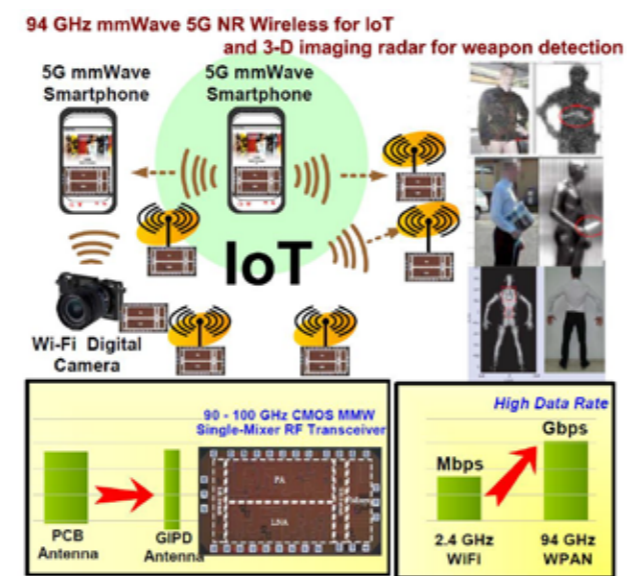 94 GHz mmWave 5G NR Wireless for IoT
and 3-D imaging radar for weapon detection
5G mmWave
Smartphone
5G mmWave
Smartphone
IoT
Wi-Fi Digital
Camera
90 - 100 GHz CMOS MMW
Single-Mixer RF Transceiver
PA
LNA
PCB
Antenna
GIPD
Antenna
High Data Rate
Gbps
Mbps
2.4 GHz
WiFi
94 GHz
WPAN